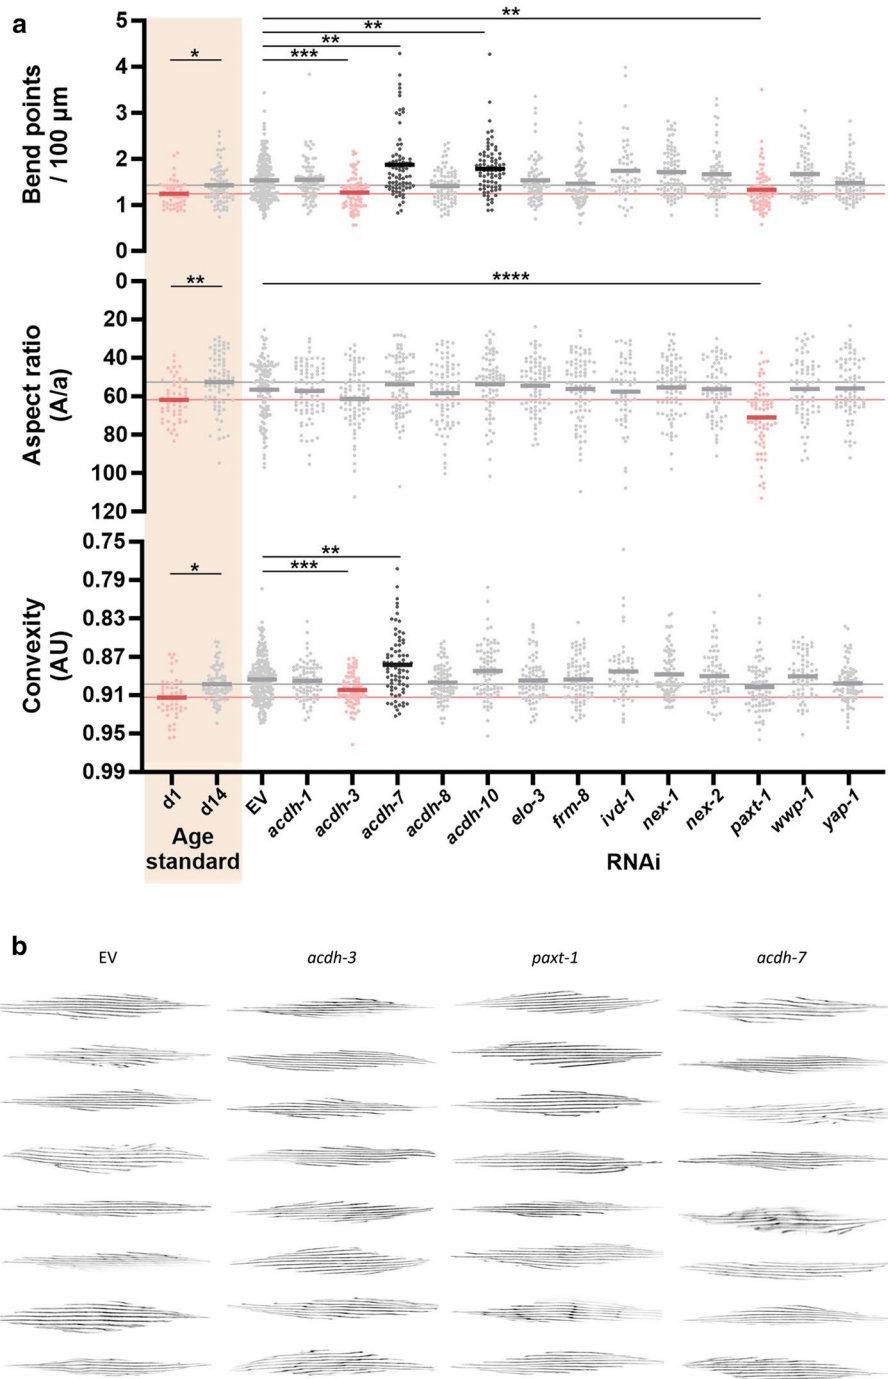 a
Bend points
/ 100 µm
5
4
3
2
1
0
*
***
**
**
**
Aspect ratio
(A/a)
0
20
40
60
80
100
120
**
****
Convexity
(AU)
0.75
0.79
0.83
0.87
0.91
0.95
0.99
*
***
**
d1
d14
EV
acdh-1
acdh-3
acdh-7
acdh-8
acdh-10
elo-3
frm-8
ivd-1
nex-1
nex-2
paxt-1
wwp-1
yap-1
Age
standard
RNAi
b
EV acdh-3 paxt-1 acdh-7